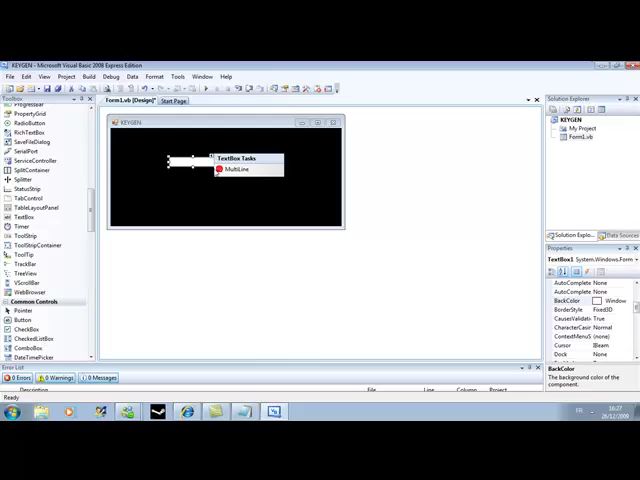 KEYGEN - Microsoft Visual Basic 2008 Express Edition
File Edit View Project Build Debug Data Format Tools Window Help
Toolbox
Form1.vb [Design]* Start Page
Solution Explorer
ProgressBar
PropertyGrid
RadioButton
RichTextBox
SaveFileDialog
SerialPort
ServiceController
SplitContainer
Splitter
StatusStrip
TabControl
TableLayoutPanel
TextBox
Timer
ToolStrip
ToolStripContainer
ToolTip
TrackBar
TreeView
VScrollBar
WebBrowser
Common Controls
Pointer
Button
CheckBox
CheckedListBox
ComboBox
DateTimePicker
KEYGEN
TextBox Tasks
MultiLine
KEYGEN
My Project
Form1.vb
Solution Explo... Data Sources
Properties
TextBox1 System.Windows.Form
AutoComplete None
AutoComplete None
BackColor Window
BorderStyle Fixed3D
CausesValidati True
CharacterCasi Normal
ContextMenuS (none)
Cursor IBeam
Dock None
BackColor
The background color of the
component.
Error List
0 Errors 0 Warnings 0 Messages
Description File Line Column Project
Ready
FR 16:27
26/12/2009